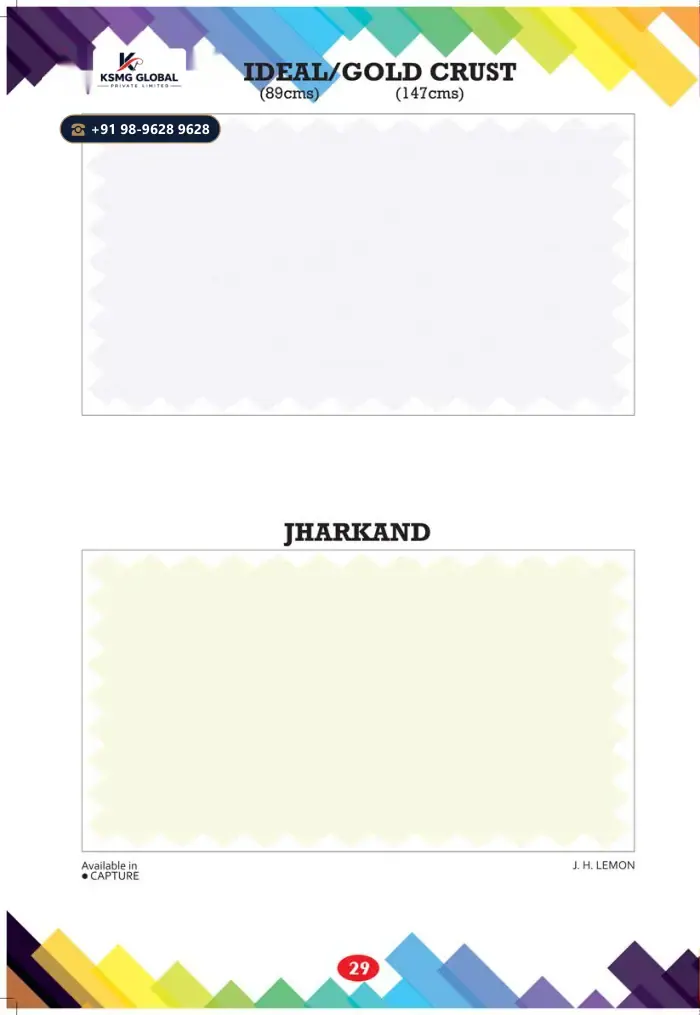 KSMG GLOBAL
PRIVATE LIMITED
IDEAL/GOLD CRUST
(89cms) (147cms)
+91 98-9628 9628
JHARKAND
Available in
● CAPTURE
J. H. LEMON
29